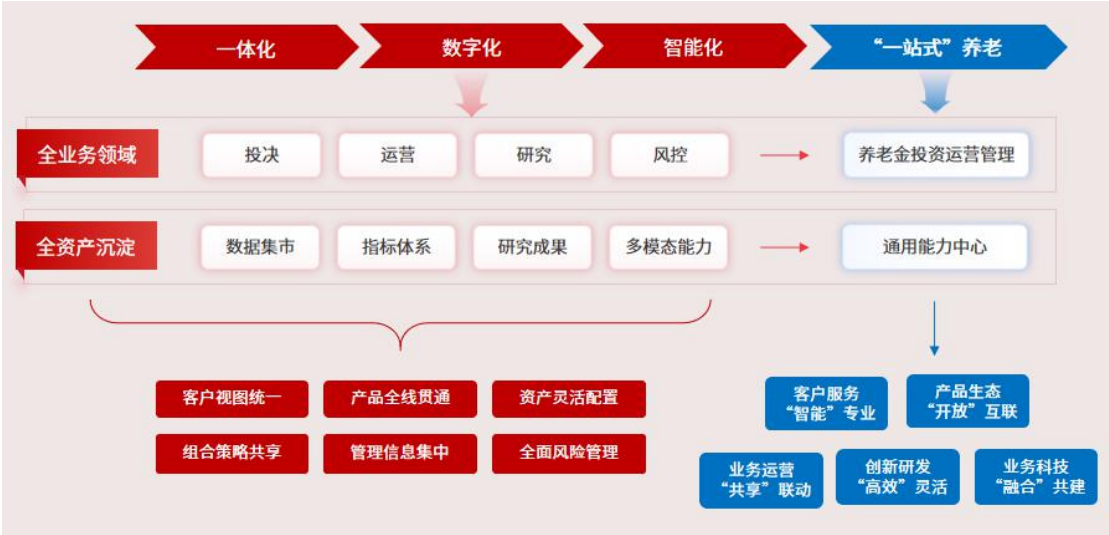 一体化
数字化
智能化
“一站式”养老
全业务领域
投决
运营
研究
风控
养老金投资运营管理
全资产沉淀
数据集市
指标体系
研究成果
多模态能力
通用能力中心
客户视图统一
产品全线贯通
资产灵活配置
组合策略共享
管理信息集中
全面风险管理
客户服务
“智能”专业
产品生态
“开放”互联
业务运营
“共享”联动
创新研发
“高效”灵活
业务科技
“融合”共建